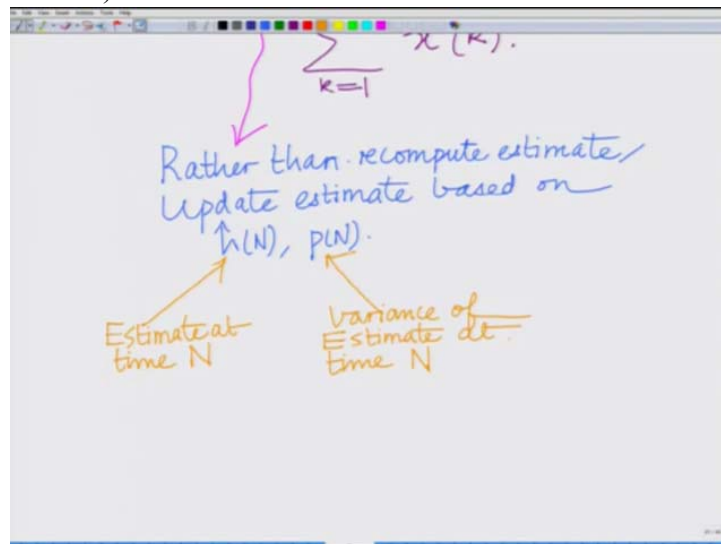 ∑ x(k).
k=1
Rather than recompute estimate,
Update estimate based on
ĥ(N), p(N).
Estimate at
time N
Variance of
Estimate at
time N